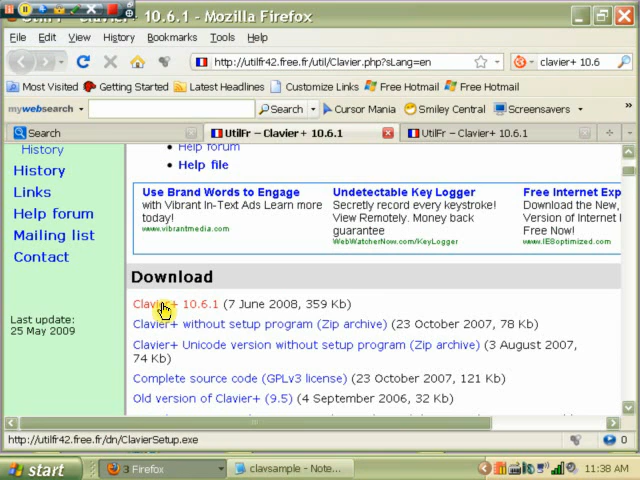 UtilFr - Clavier+ 10.6.1 - Mozilla Firefox
File Edit View History Bookmarks Tools Help
http://utilfr42.free.fr/util/Clavier.php?sLang=en
clavier+ 10.6
Most Visited Getting Started Latest Headlines Customize Links Free Hotmail Free Hotmail
mywebsearch Search Cursor Mania Smiley Central Screensavers
Search UtilFr – Clavier+ 10.6.1 UtilFr – Clavier+ 10.6.1
History
History
Links
Help forum
Mailing list
Contact
Last update:
25 May 2009
Help forum
Help file
Use Brand Words to Engage
with Vibrant In-Text Ads Learn more
today!
www.vibrantmedia.com
Undetectable Key Logger
Secretly record every keystroke!
View Remotely. Money back
guarantee
WebWatcherNow.com/KeyLogger
Free Internet Exp
Download the New,
Version of Internet
Free Now!
www.IE8optimized.com
Download
Clavier+ 10.6.1 (7 June 2008, 359 Kb)
Clavier+ without setup program (Zip archive) (23 October 2007, 78 Kb)
Clavier+ Unicode version without setup program (Zip archive) (3 August 2007,
74 Kb)
Complete source code (GPLv3 license) (23 October 2007, 121 Kb)
Old version of Clavier+ (9.5) (4 September 2006, 32 Kb)
http://utilfr42.free.fr/dn/ClavierSetup.exe
0
start 3 Firefox clavsample - Note... 11:38 AM